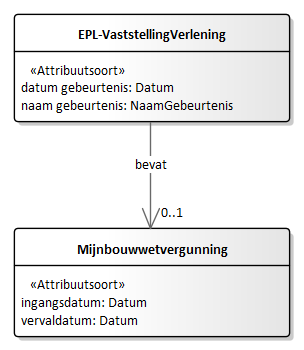 EPL-VaststellingVerlening
«Attribuutsoort»
datum gebeurtenis: Datum
naam gebeurtenis: NaamGebeurtenis
bevat
0..1
Mijnbouwwetvergunning
«Attribuutsoort»
ingangsdatum: Datum
vervaldatum: Datum